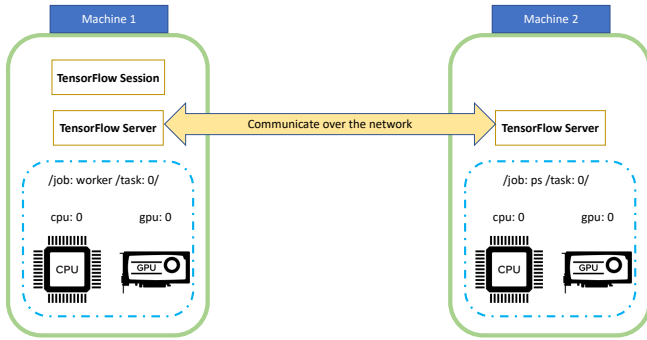 Machine 1
Machine 2
TensorFlow Session
TensorFlow Server
Communicate over the network
TensorFlow Server
/job: worker /task: 0/
/job: ps /task: 0/
cpu: 0
gpu: 0
cpu: 0
gpu: 0
CPU
GPU
CPU
GPU